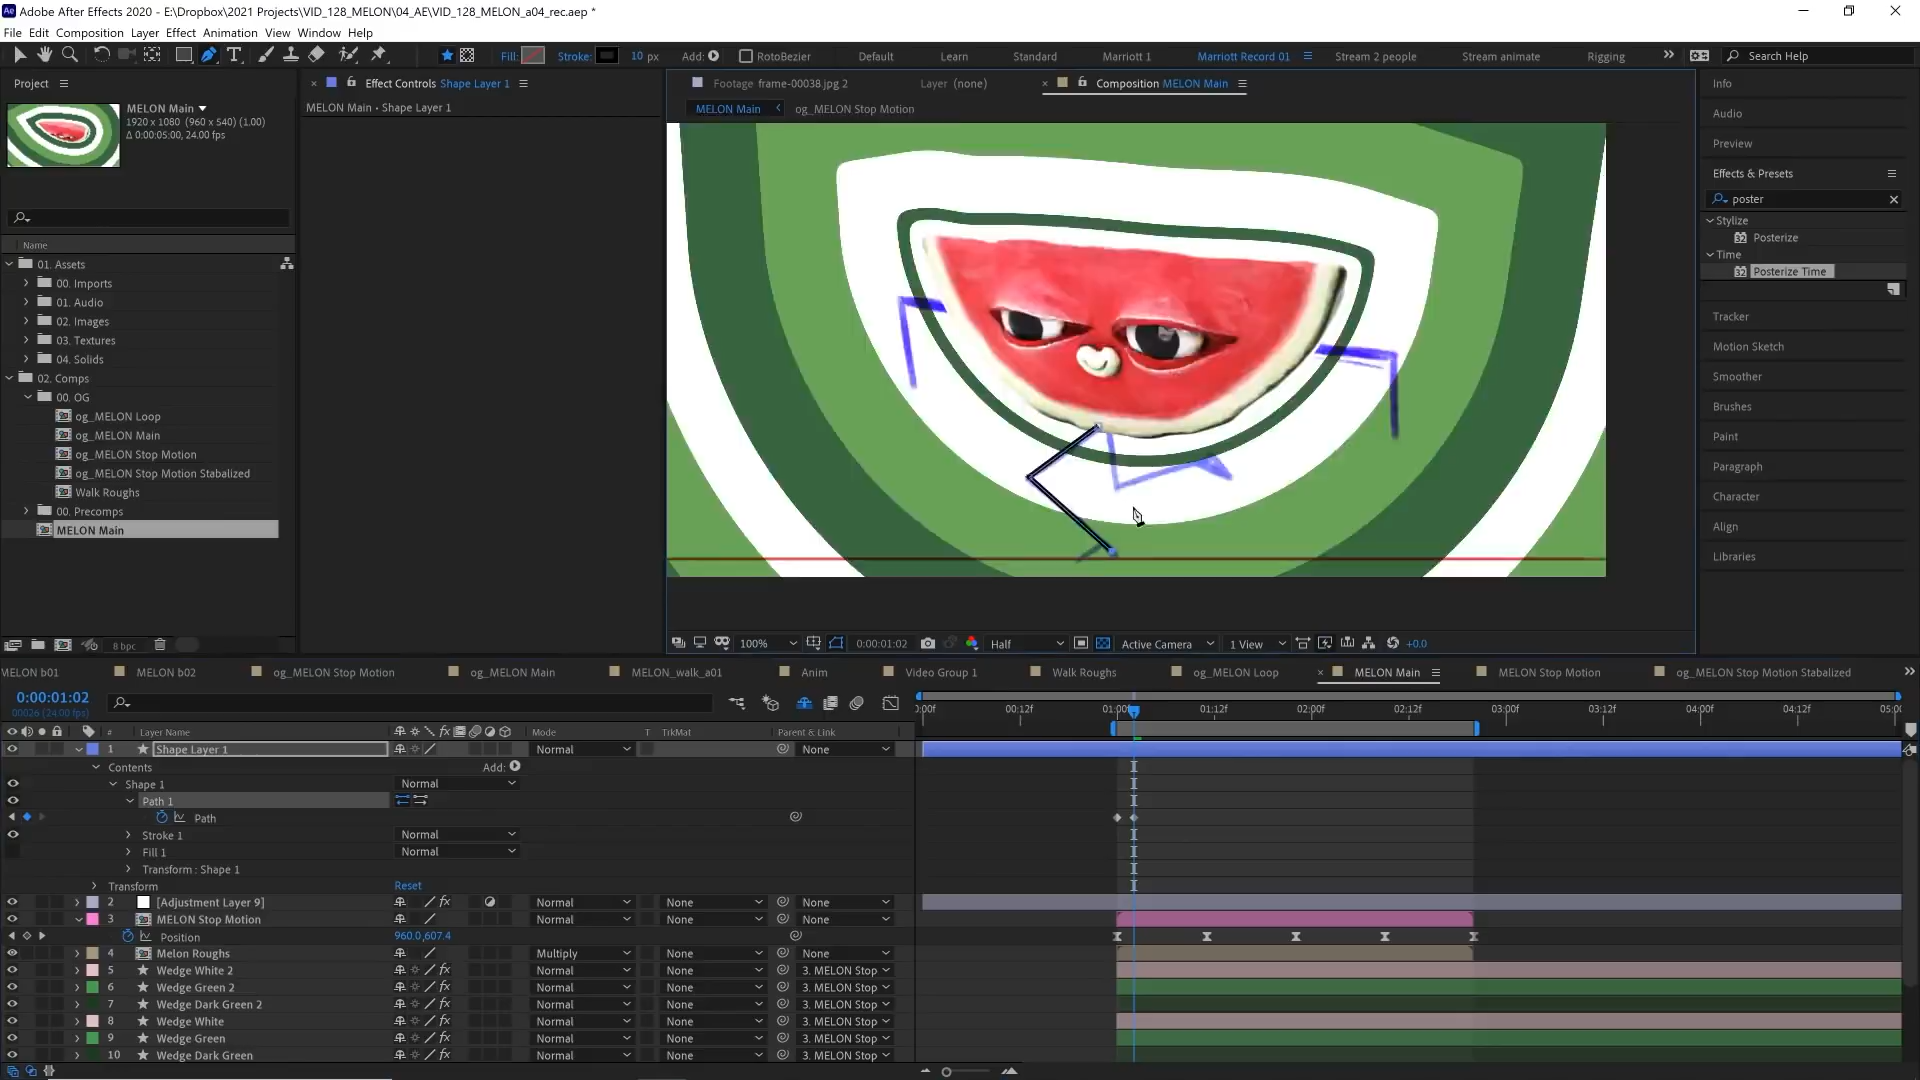 Adobe After Effects 2020 - E:\Dropbox\2021 Projects\VID_128_MELON\04_AE\VID_128_MELON_a04_rec.aep *
File Edit Composition Layer Effect Animation View Window Help
Fill: Stroke: 10 px Add: RotoBezier Default Learn Standard Marriott 1 Marriott Record 01 Stream 2 people Stream animate Rigging Search Help
Project Effect Controls Shape Layer 1 Footage frame-00038.jpg 2 Layer (none) Composition MELON Main Info
MELON Main MELON Main • Shape Layer 1 MELON Main og_MELON Stop Motion Audio
1920 x 1080 (960 x 540) (1.00)
Δ 0:00:05:00, 24.00 fps
Preview
Effects & Presets
poster
Stylize
Posterize
Time
Posterize Time
Tracker
Motion Sketch
Smoother
Brushes
Paint
Paragraph
Character
Align
Libraries
Name
01. Assets
00. Imports
01. Audio
02. Images
03. Textures
04. Solids
02. Comps
00. OG
og_MELON Loop
og_MELON Main
og_MELON Stop Motion
og_MELON Stop Motion Stabalized
Walk Roughs
00. Precomps
MELON Main
8 bpc 100% 0:00:01:02 Half Active Camera 1 View +0.0
MELON b01 MELON b02 og_MELON Stop Motion og_MELON Main MELON_walk_a01 Anim Video Group 1 Walk Roughs og_MELON Loop MELON Main MELON Stop Motion og_MELON Stop Motion Stabalized
0:00:01:02
00026 (24.00 fps)
:00f 00:12f 01:00f 01:12f 02:00f 02:12f 03:00f 03:12f 04:00f 04:12f 05:00
# Layer Name Mode T TrkMat Parent & Link
1 Shape Layer 1 Normal None
Contents Add:
Shape 1 Normal
Path 1
Path
Stroke 1 Normal
Fill 1 Normal
Transform : Shape 1
Transform Reset
2 [Adjustment Layer 9] fx Normal None None
3 MELON Stop Motion Normal None None
Position 960.0,607.4
4 Melon Roughs Multiply None None
5 Wedge White 2 fx Normal None 3. MELON Stop
6 Wedge Green 2 fx Normal None 3. MELON Stop
7 Wedge Dark Green 2 fx Normal None 3. MELON Stop
8 Wedge White fx Normal None 3. MELON Stop
9 Wedge Green fx Normal None 3. MELON Stop
10 Wedge Dark Green fx Normal None 3. MELON Stop